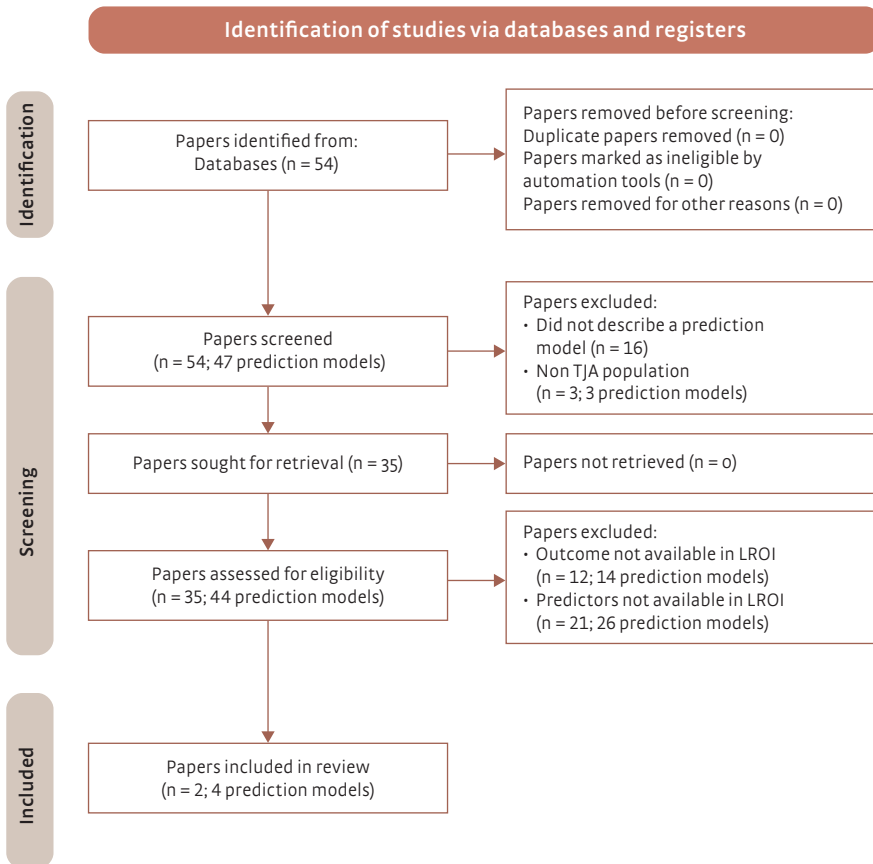 Identification of studies via databases and registers
Identification
Papers identified from:
Databases (n = 54)
Papers removed before screening:
Duplicate papers removed (n = 0)
Papers marked as ineligible by
automation tools (n = 0)
Papers removed for other reasons (n = 0)
Screening
Papers screened
(n = 54; 47 prediction models)
Papers excluded:
• Did not describe a prediction
model (n = 16)
• Non TJA population
(n = 3; 3 prediction models)
Papers sought for retrieval (n = 35)
Papers not retrieved (n = 0)
Papers assessed for eligibility
(n = 35; 44 prediction models)
Papers excluded:
• Outcome not available in LROI
(n = 12; 14 prediction models)
• Predictors not available in LROI
(n = 21; 26 prediction models)
Included
Papers included in review
(n = 2; 4 prediction models)